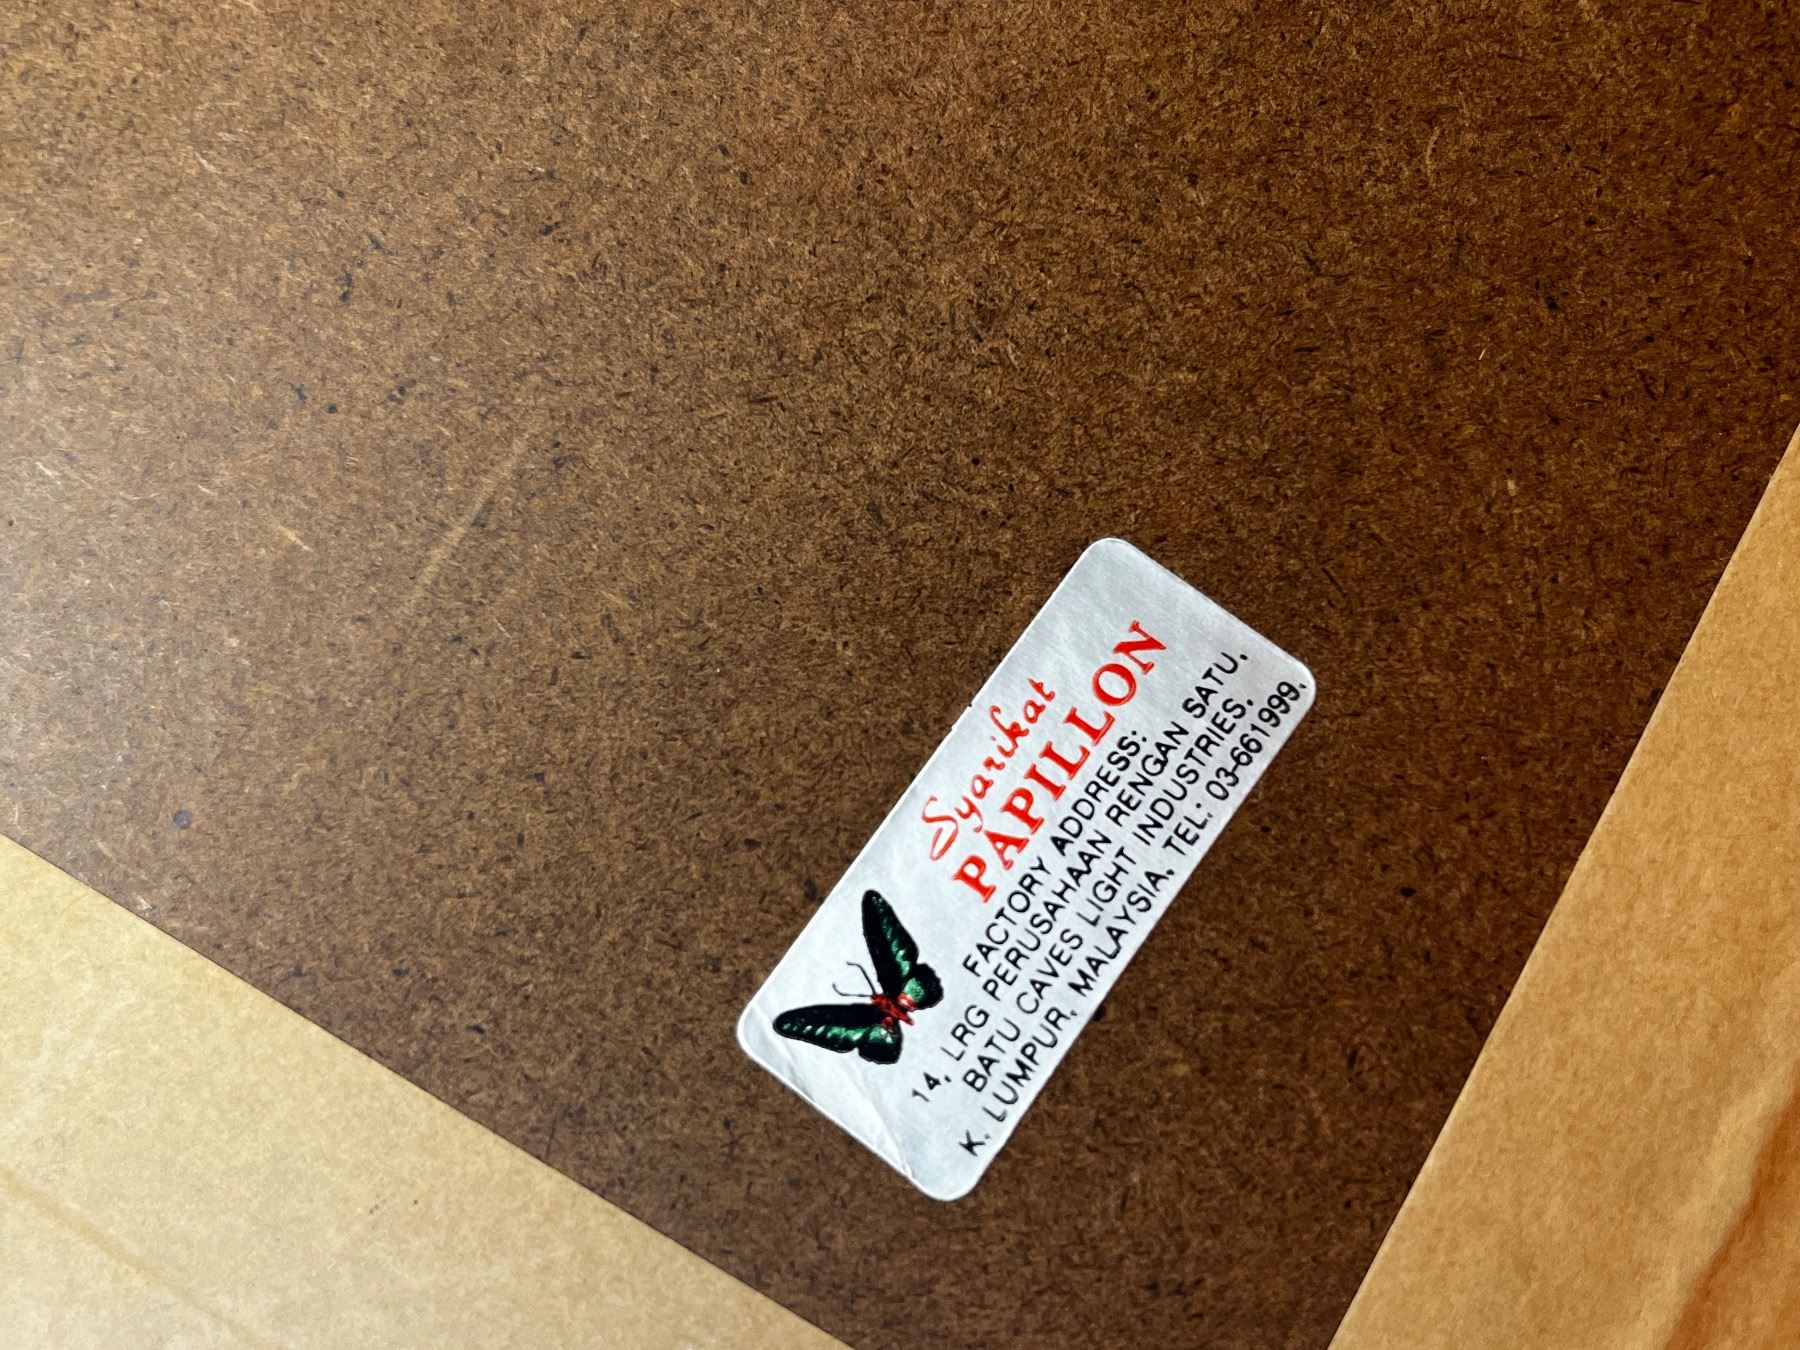 Syarikat
PAPILLON
FACTORY ADDRESS:
14, LRG PERUSAHAAN RENGAN SATU,
BATU CAVES LIGHT INDUSTRIES,
K. LUMPUR, MALAYSIA. TEL: 03-661999.